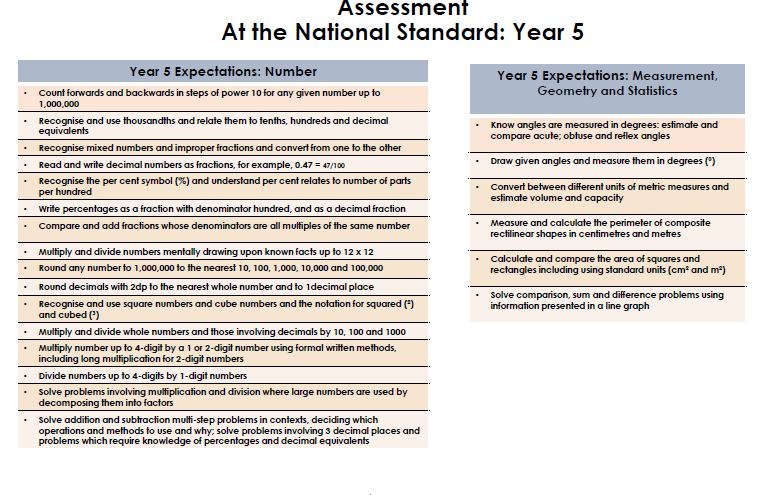 Assessment
At the National Standard: Year 5
Year 5 Expectations: Number
• Count forwards and backwards in steps of power 10 for any given number up to
1,000,000
• Recognise and use thousandths and relate them to tenths, hundreds and decimal
equivalents
• Recognise mixed numbers and improper fractions and convert from one to the other
• Read and write decimal numbers as fractions, for example, 0.47 = 47/100
• Recognise the per cent symbol (%) and understand per cent relates to number of parts
per hundred
• Write percentages as a fraction with denominator hundred, and as a decimal fraction
• Compare and add fractions whose denominators are all multiples of the same number
• Multiply and divide numbers mentally drawing upon known facts up to 12 x 12
• Round any number to 1,000,000 to the nearest 10, 100, 1,000, 10,000 and 100,000
• Round decimals with 2dp to the nearest whole number and to 1decimal place
• Recognise and use square numbers and cube numbers and the notation for squared (²)
and cubed (³)
• Multiply and divide whole numbers and those involving decimals by 10, 100 and 1000
• Multiply number up to 4-digit by a 1 or 2-digit number using formal written methods,
including long multiplication for 2-digit numbers
• Divide numbers up to 4-digits by 1-digit numbers
• Solve problems involving multiplication and division where large numbers are used by
decomposing them into factors
• Solve addition and subtraction multi-step problems in contexts, deciding which
operations and methods to use and why; solve problems involving 3 decimal places and
problems which require knowledge of percentages and decimal equivalents
Year 5 Expectations: Measurement,
Geometry and Statistics
• Know angles are measured in degrees: estimate and
compare acute; obtuse and reflex angles
• Draw given angles and measure them in degrees (⁰)
• Convert between different units of metric measures and
estimate volume and capacity
• Measure and calculate the perimeter of composite
rectilinear shapes in centimetres and metres
• Calculate and compare the area of squares and
rectangles including using standard units (cm² and m²)
• Solve comparison, sum and difference problems using
information presented in a line graph